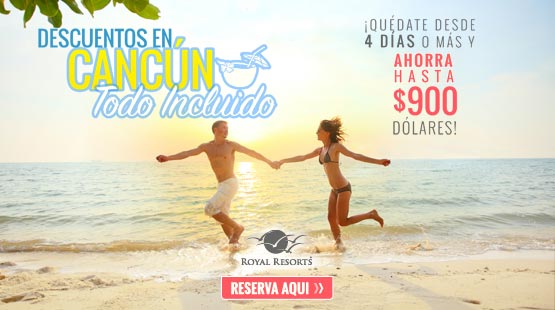 DESCUENTOS EN
CANCÚN
Todo Incluido
¡QUÉDATE DESDE
4 DÍAS O MÁS Y
AHORRA
HASTA
$900
DÓLARES!
ROYAL RESORTS
RESERVA AQUI »